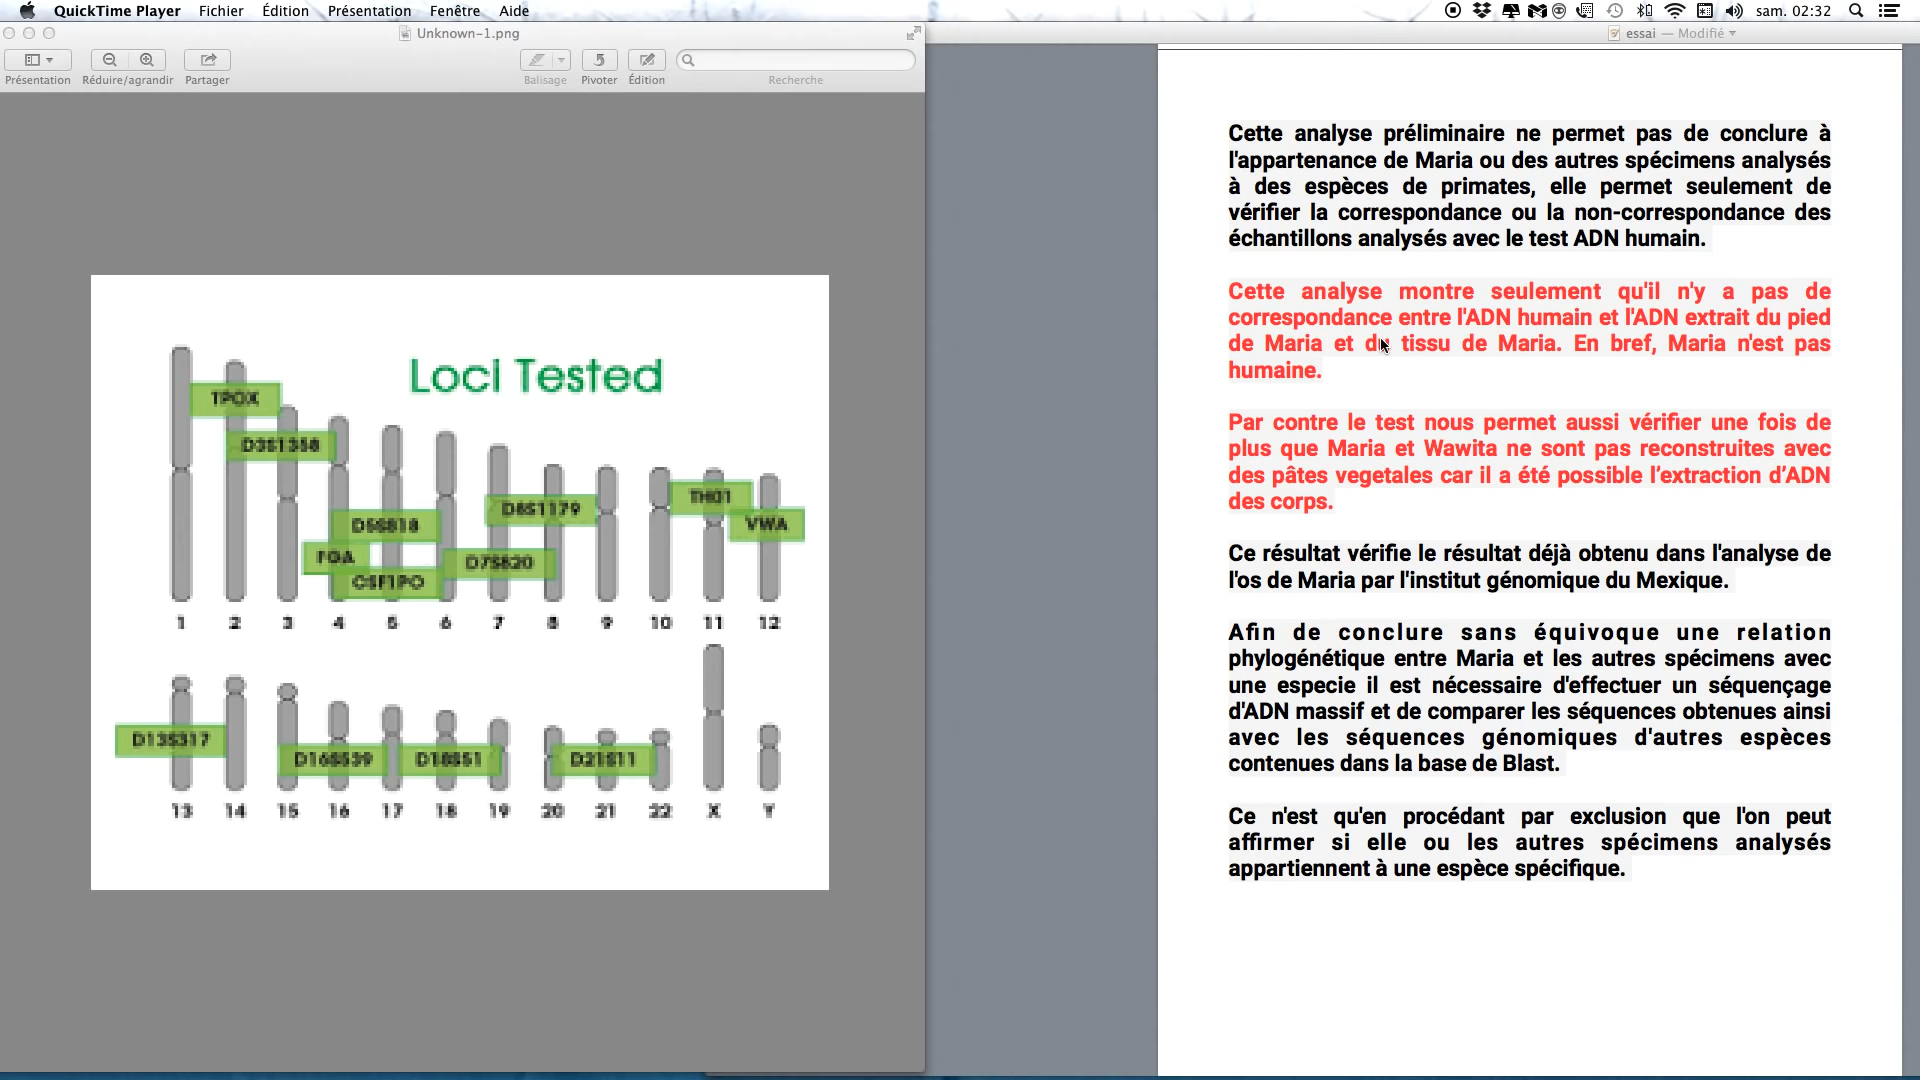 QuickTime Player Fichier Édition Présentation Fenêtre Aide
sam. 02:32
Unknown-1.png
essai — Modifié
Présentation Réduire/agrandir Partager Balisage Pivoter Édition Recherche
Loci Tested
TPOX
D3S1358
D5S818
FGA
CSF1PO
D7S820
D8S1179
TH01
VWA
1 2 3 4 5 6 7 8 9 10 11 12
D13S317
D16S539
D18S51
D21S11
13 14 15 16 17 18 19 20 21 22 X Y
Cette analyse préliminaire ne permet pas de conclure à
l'appartenance de Maria ou des autres spécimens analysés
à des espèces de primates, elle permet seulement de
vérifier la correspondance ou la non-correspondance des
échantillons analysés avec le test ADN humain.
Cette analyse montre seulement qu'il n'y a pas de
correspondance entre l'ADN humain et l'ADN extrait du pied
de Maria et du tissu de Maria. En bref, Maria n'est pas
humaine.
Par contre le test nous permet aussi vérifier une fois de
plus que Maria et Wawita ne sont pas reconstruites avec
des pâtes vegetales car il a été possible l'extraction d'ADN
des corps.
Ce résultat vérifie le résultat déjà obtenu dans l'analyse de
l'os de Maria par l'institut génomique du Mexique.
Afin de conclure sans équivoque une relation
phylogénétique entre Maria et les autres spécimens avec
une especie il est nécessaire d'effectuer un séquençage
d'ADN massif et de comparer les séquences obtenues ainsi
avec les séquences génomiques d'autres espèces
contenues dans la base de Blast.
Ce n'est qu'en procédant par exclusion que l'on peut
affirmer si elle ou les autres spécimens analysés
appartiennent à une espèce spécifique.